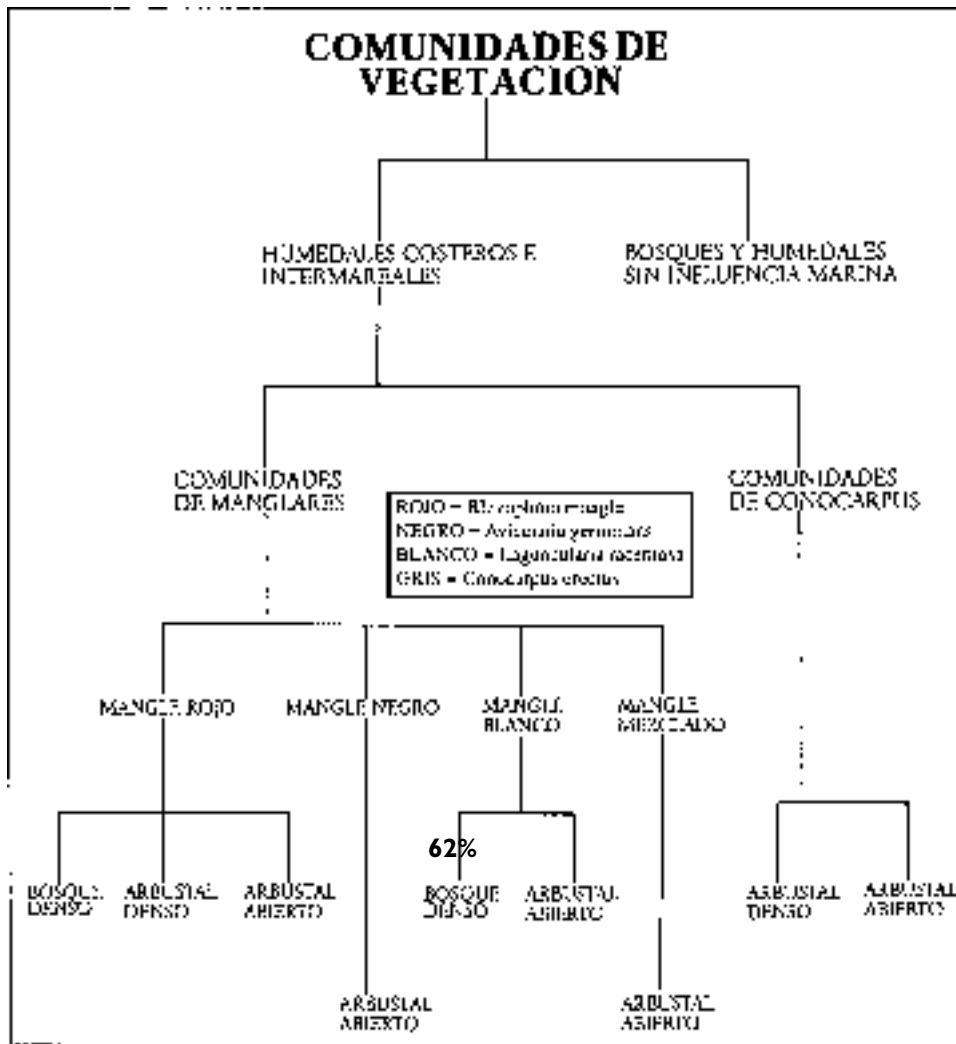 COMUNIDADES DE
VEGETACION
HUMEDALES COSTEROS E
INTERMAREALES
BOSQUES Y HUMEDALES
SIN INFLUENCIA MARINA
COMUNIDADES
DE MANGLARES
COMUNIDADES
DE CONOCARPUS
ROJO =
NEGRO =
BLANCO = Laguncularia racemosa
GRIS = Conocarpus erectus
MANGLE ROJO
MANGLE NEGRO
MANGLE
BLANCO
MANGLE
MEZCLADO
62%
BOSQUE
DENSO
ARBUSTAL
DENSO
ARBUSTAL
ABIERTO
BOSQUE
DENSO
ARBUSTAL
ABIERTO
ARBUSTAL
DENSO
ARBUSTAL
ABIERTO
ARBUSTAL
ABIERTO
ARBUSTAL
ABIERTO